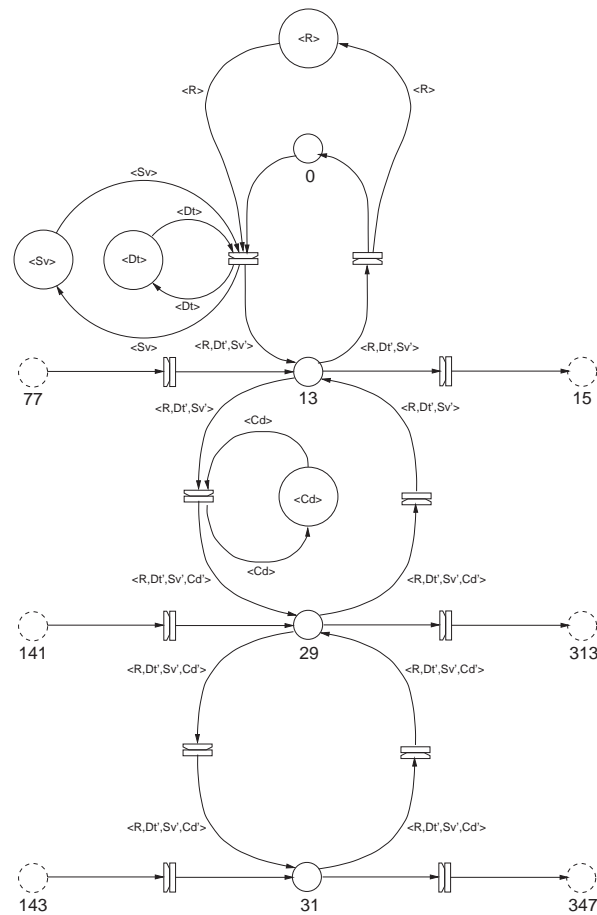 <R>
<R>
<R>
0
<Sv>
<Dt>
<Sv>
<Dt>
<Dt>
<Sv>
<R,Dt',Sv'>
<R,Dt',Sv'>
77
13
15
<R,Dt',Sv'>
<R,Dt',Sv'>
<Cd>
<Cd>
<Cd>
<R,Dt',Sv',Cd'>
<R,Dt',Sv',Cd'>
141
29
313
<R,Dt',Sv',Cd'>
<R,Dt',Sv',Cd'>
<R,Dt',Sv',Cd'>
<R,Dt',Sv',Cd'>
143
31
347